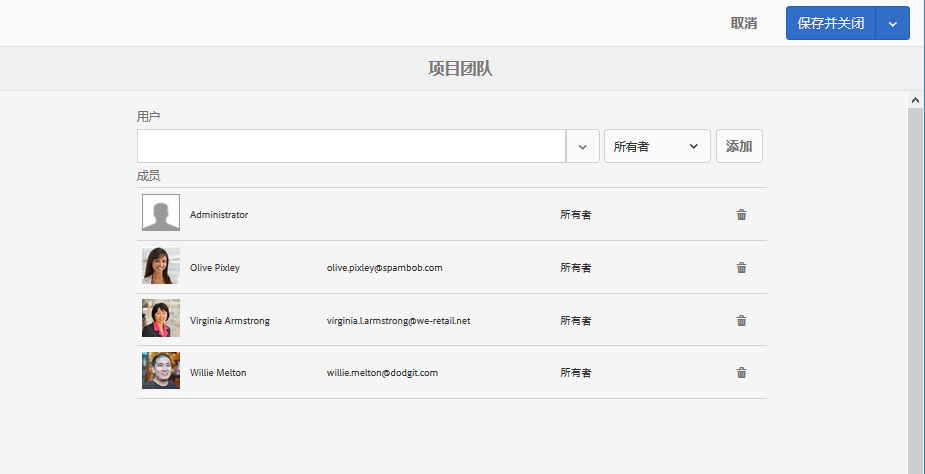 取消 保存并关闭
项目团队
用户
所有者 添加
成员
Administrator 所有者
Olive Pixley olive.pixley@spambob.com 所有者
Virginia Armstrong virginia.l.armstrong@we-retail.net 所有者
Willie Melton willie.melton@dodgit.com 所有者